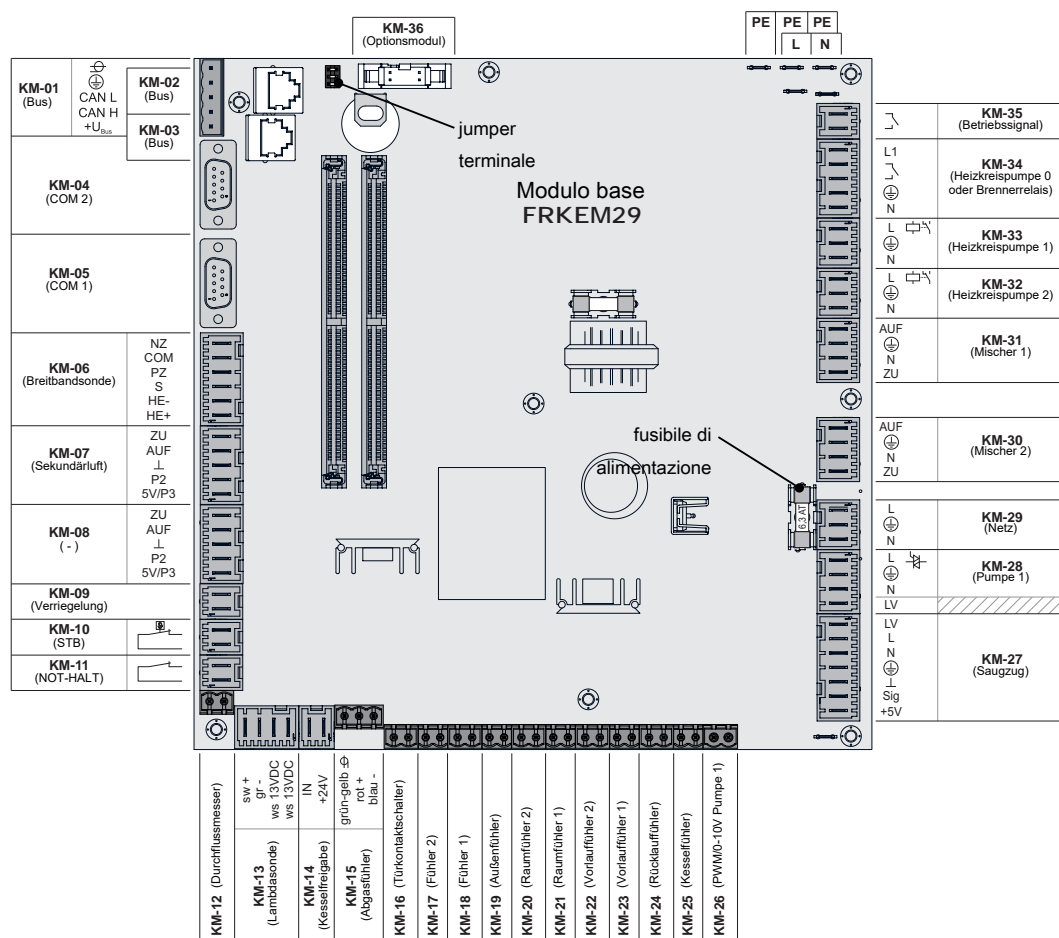 KM-36
(Optionsmodul)
PE PE PE
L N
KM-01
(Bus)
CAN L
CAN H
+U Bus
KM-02
(Bus)
KM-03
(Bus)
KM-04
(COM 2)
KM-05
(COM 1)
KM-06
(Breitbandsonde)
NZ
COM
PZ
S
HE-
HE+
KM-07
(Sekundärluft)
ZU
AUF
⊥
P2
5V/P3
KM-08
( - )
ZU
AUF
⊥
P2
5V/P3
KM-09
(Verriegelung)
KM-10
(STB)
KM-11
(NOT-HALT)
jumper
terminale
Modulo base
FRKEM29
fusibile di
alimentazione
6,3 AT
KM-35
(Betriebssignal)
L1
N
KM-34
(Heizkreispumpe 0
oder Brennerrelais)
L
N
KM-33
(Heizkreispumpe 1)
L
N
KM-32
(Heizkreispumpe 2)
AUF
N
ZU
KM-31
(Mischer 1)
AUF
N
ZU
KM-30
(Mischer 2)
L
N
KM-29
(Netz)
L
N
LV
KM-28
(Pumpe 1)
LV
L
N
⊥
Sig
+5V
KM-27
(Saugzug)
KM-12 (Durchflussmesser)
sw +
gr -
ws 13VDC
ws 13VDC
KM-13
(Lambdasonde)
IN
+24V
KM-14
(Kesselfreigabe)
grün-gelb
rot +
blau -
KM-15
(Abgasfühler)
KM-16 (Türkontaktschalter)
KM-17 (Fühler 2)
KM-18 (Fühler 1)
KM-19 (Außenfühler)
KM-20 (Raumfühler 2)
KM-21 (Raumfühler 1)
KM-22 (Vorlauffühler 2)
KM-23 (Vorlauffühler 1)
KM-24 (Rücklauffühler)
KM-25 (Kesselfühler)
KM-26 (PWM/0-10V Pumpe 1)